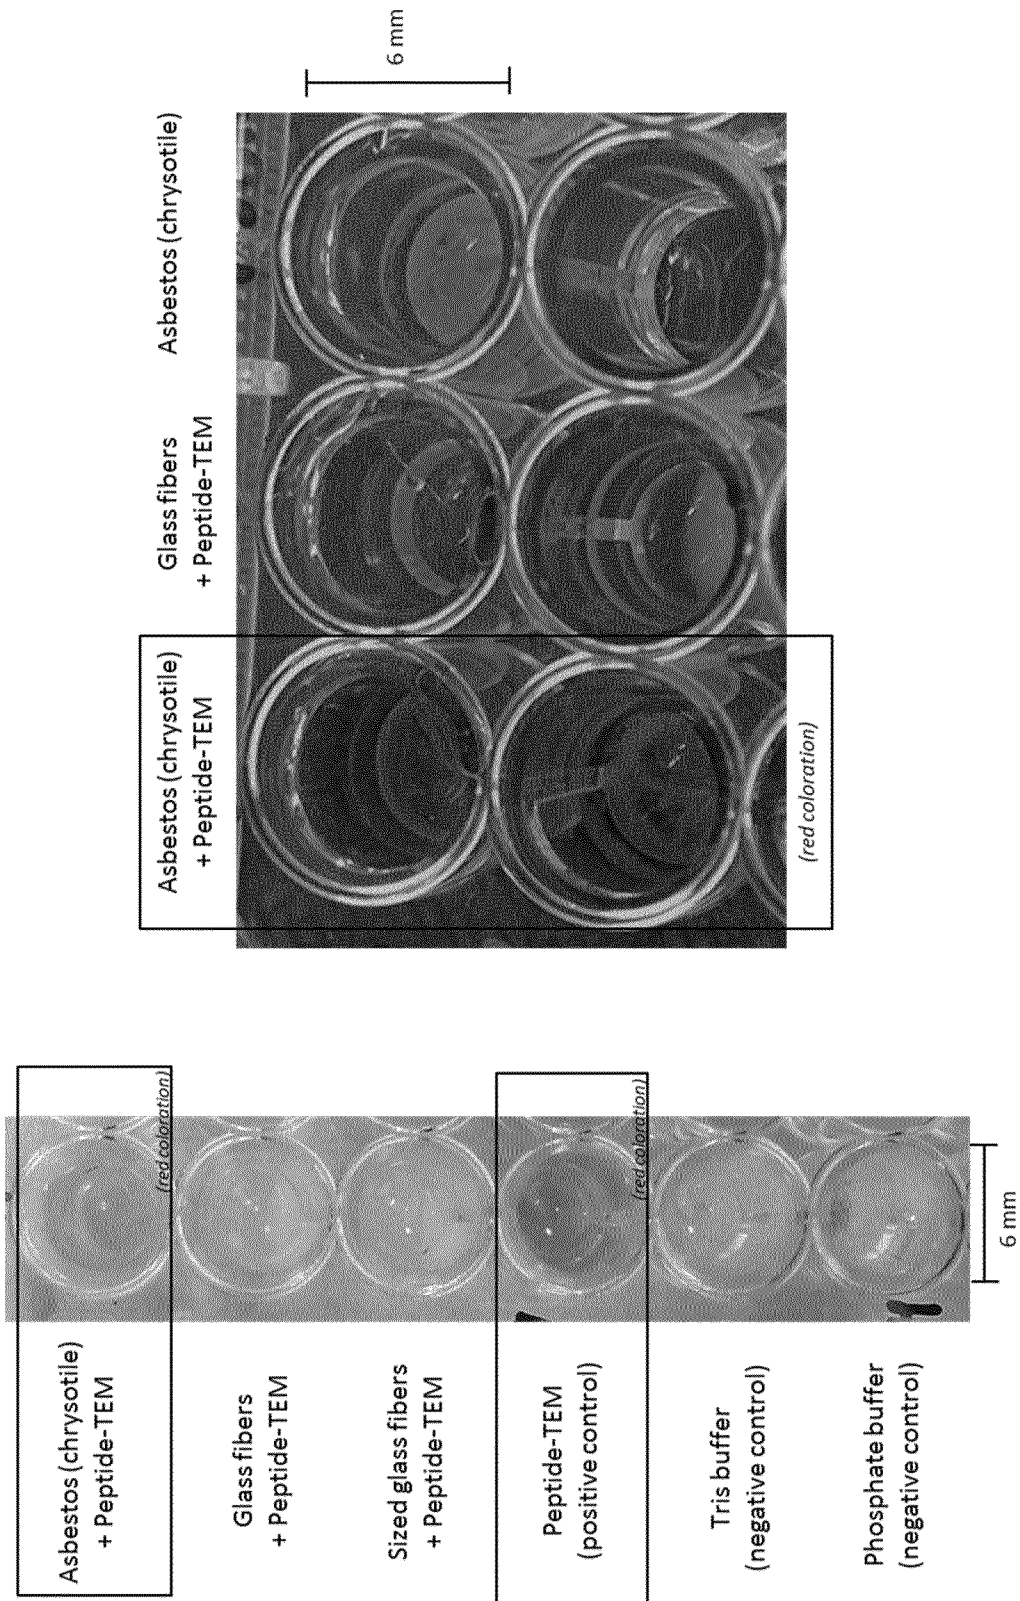 Asbestos (chrysotile)
+ Peptide-TEM
Glass fibers
+ Peptide-TEM
Asbestos (chrysotile)
6 mm
(red coloration)
Asbestos (chrysotile)
+ Peptide-TEM
(red coloration)
Glass fibers
+ Peptide-TEM
Sized glass fibers
+ Peptide-TEM
Peptide-TEM
(positive control)
(red coloration)
Tris buffer
(negative control)
Phosphate buffer
(negative control)
6 mm